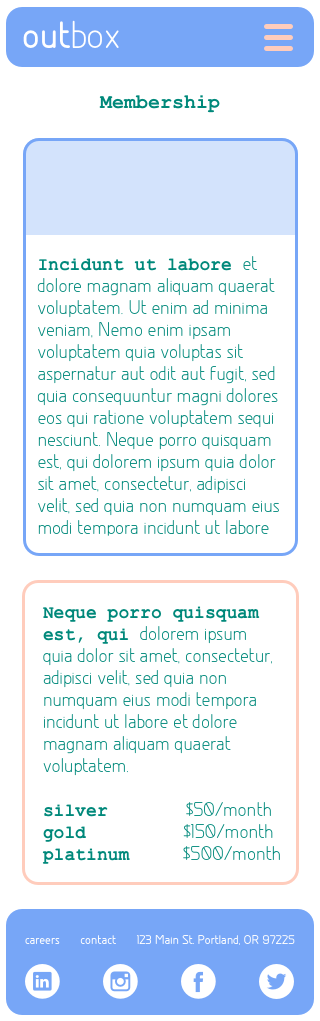 outbox
Membership
Incidunt ut labore et
dolore magnam aliquam quaerat
voluptatem. Ut enim ad minima
veniam, Nemo enim ipsam
voluptatem quia voluptas sit
aspernatur aut odit aut fugit, sed
quia consequuntur magni dolores
eos qui ratione voluptatem sequi
nesciunt. Neque porro quisquam
est, qui dolorem ipsum quia dolor
sit amet, consectetur, adipisci
velit, sed quia non numquam eius
modi tempora incidunt ut labore
Neque porro quisquam
est, qui dolorem ipsum
quia dolor sit amet, consectetur,
adipisci velit, sed quia non
numquam eius modi tempora
incidunt ut labore et dolore
magnam aliquam quaerat
voluptatem.
silver $50/month
gold $150/month
platinum $500/month
careers contact 123 Main St. Portland, OR 97225